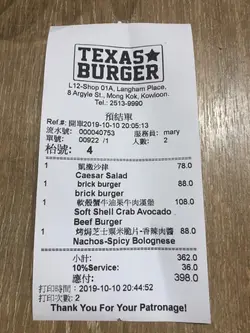 TEXAS★BURGER
L12-Shop 01A, Langham Place,
8 Argyle St., Mong Kok, Kowloon.
Tel.: 2513-9990
預結單
Ref.#: 開單2019-10-10 20:05:13
流水號: 000040753 服務員: mary
單號: 00922 /1 人數: 2
枱號: 4
1 凱撒沙律 78.0
Caesar Salad
1 brick burger 88.0
brick burger
1 軟殼蟹牛油果牛肉漢堡 108.0
Soft Shell Crab Avocado
Beef Burger
1 烤焗芝士粟米脆片-香辣肉醬 88.0
Nachos-Spicy Bolognese
小計: 362.0
10%Service: 36.0
應付: 398.0
打印時間: 2019-10-10 20:44:52
打印次數: 2
Thank You For Your Patronage!